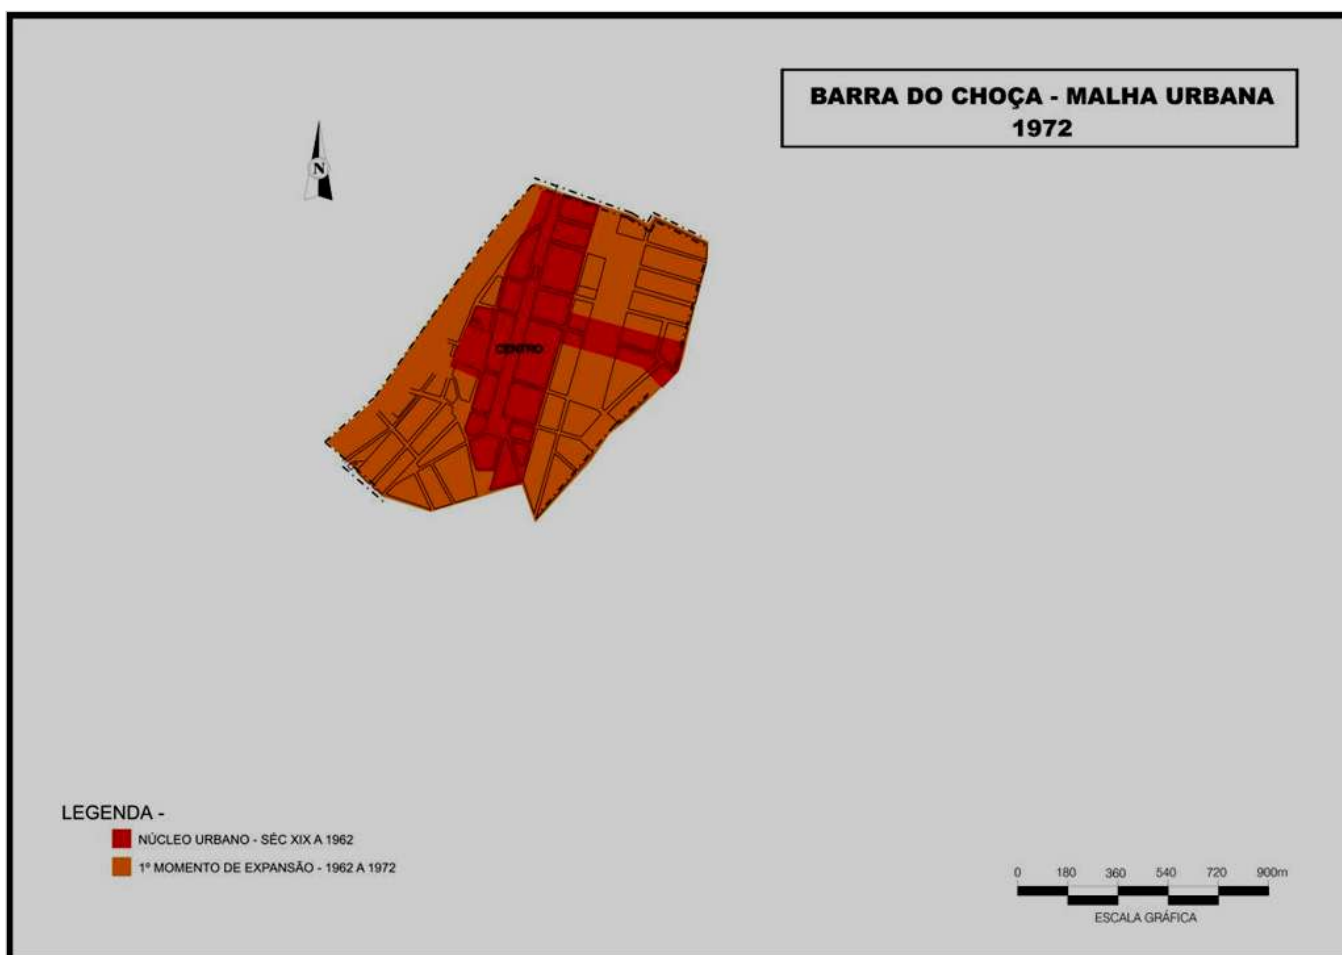 BARRA DO CHOÇA - MALHA URBANA
1972
N
CENTRO
LEGENDA -
NÚCLEO URBANO - SÉC XIX A 1962
1º MOMENTO DE EXPANSÃO - 1962 A 1972
0 180 360 540 720 900m
ESCALA GRÁFICA